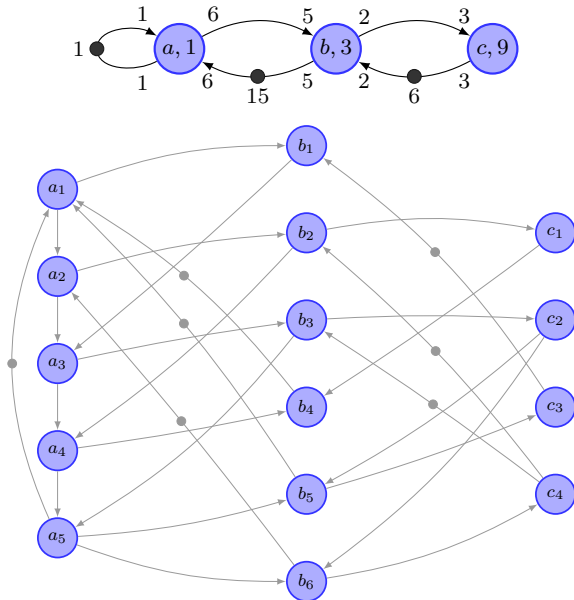 1 6 5 2 3
1 a, 1 b, 3 c, 9
1 6 5 2 3
15 6
b₁
a₁
b₂ c₁
a₂
b₃ c₂
a₃
b₄ c₃
a₄
b₅ c₄
a₅
b₆